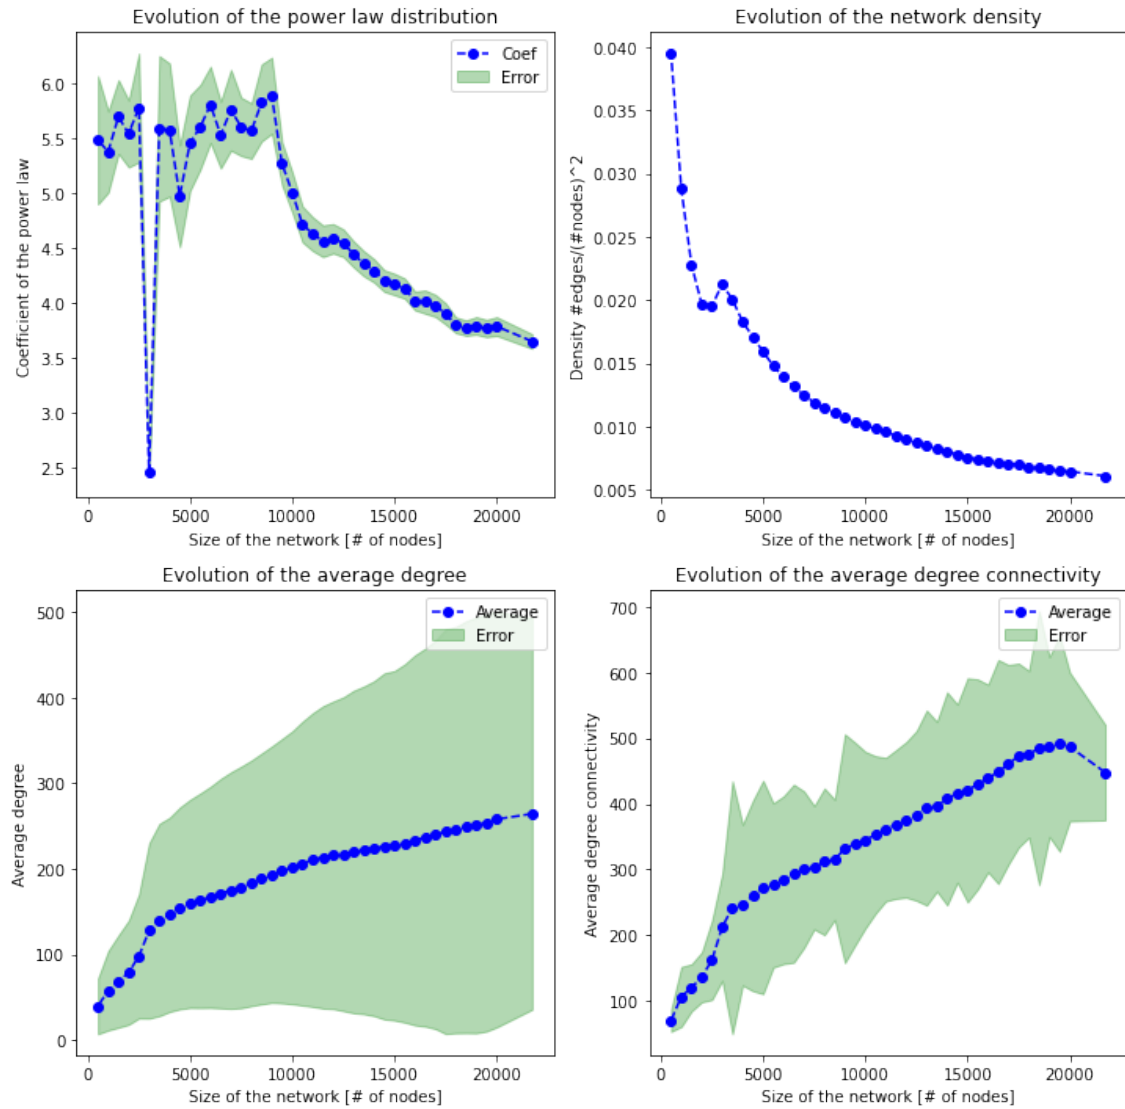 Evolution of the power law distribution
Coef
Error
6.0
5.5
5.0
4.5
4.0
3.5
3.0
2.5
Coefficient of the power law
0
5000
10000
15000
20000
Size of the network [# of nodes]
Evolution of the network density
0.040
0.035
0.030
0.025
0.020
0.015
0.010
0.005
Density #edges/(#nodes)^2
0
5000
10000
15000
20000
Size of the network [# of nodes]
Evolution of the average degree
Average
Error
500
400
300
200
100
0
Average degree
0
5000
10000
15000
20000
Size of the network [# of nodes]
Evolution of the average degree connectivity
Average
Error
700
600
500
400
300
200
100
Average degree connectivity
0
5000
10000
15000
20000
Size of the network [# of nodes]